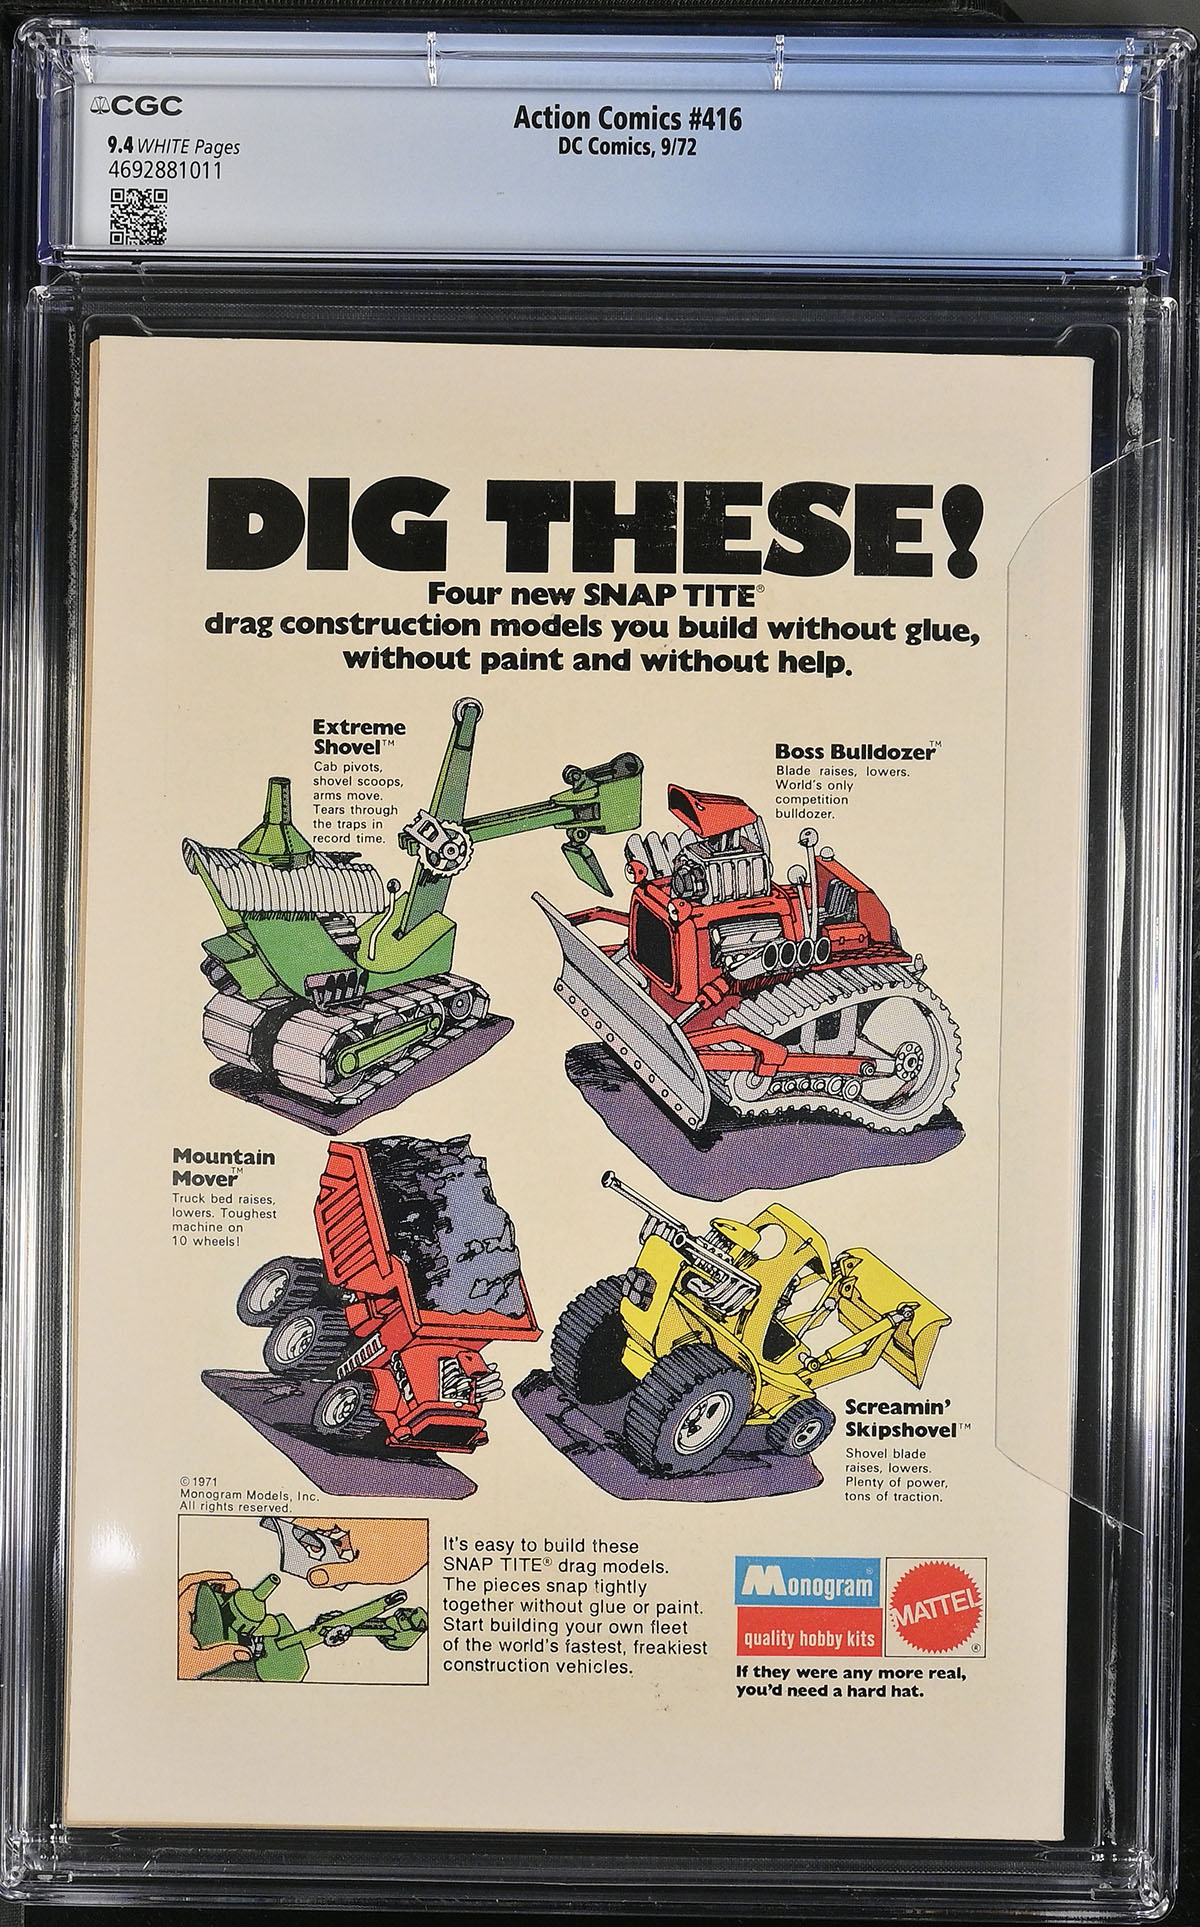 CGC
9.4 WHITE Pages
4692881011
Action Comics #416
DC Comics, 9/72
DIG THESE!
Four new SNAP TITE®
drag construction models you build without glue,
without paint and without help.
Extreme
Shovel™
Cab pivots,
shovel scoops,
arms move.
Tears through
the traps in
record time.
Boss Bulldozer™
Blade raises, lowers.
World's only
competition
bulldozer.
Mountain
Mover™
Truck bed raises,
lowers. Toughest
machine on
10 wheels!
Screamin'
Skipshovel™
Shovel blade
raises, lowers.
Plenty of power,
tons of traction.
© 1971
Monogram Models, Inc.
All rights reserved.
It's easy to build these
SNAP TITE® drag models.
The pieces snap tightly
together without glue or paint.
Start building your own fleet
of the world's fastest, freakiest
construction vehicles.
Monogram®
quality hobby kits
MATTEL®
If they were any more real,
you'd need a hard hat.